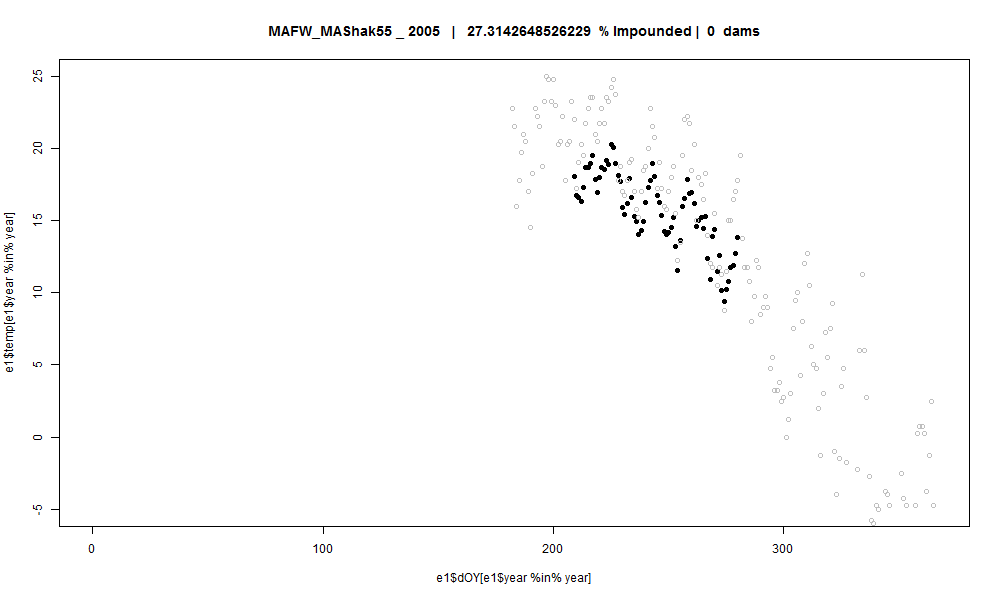 MAFW_MAShak55 _ 2005 | 27.3142648526229 % Impounded | 0 dams
e1$temp[e1$year %in% year]
25
20
15
10
5
0
-5
0 100 200 300
e1$dOY[e1$year %in% year]